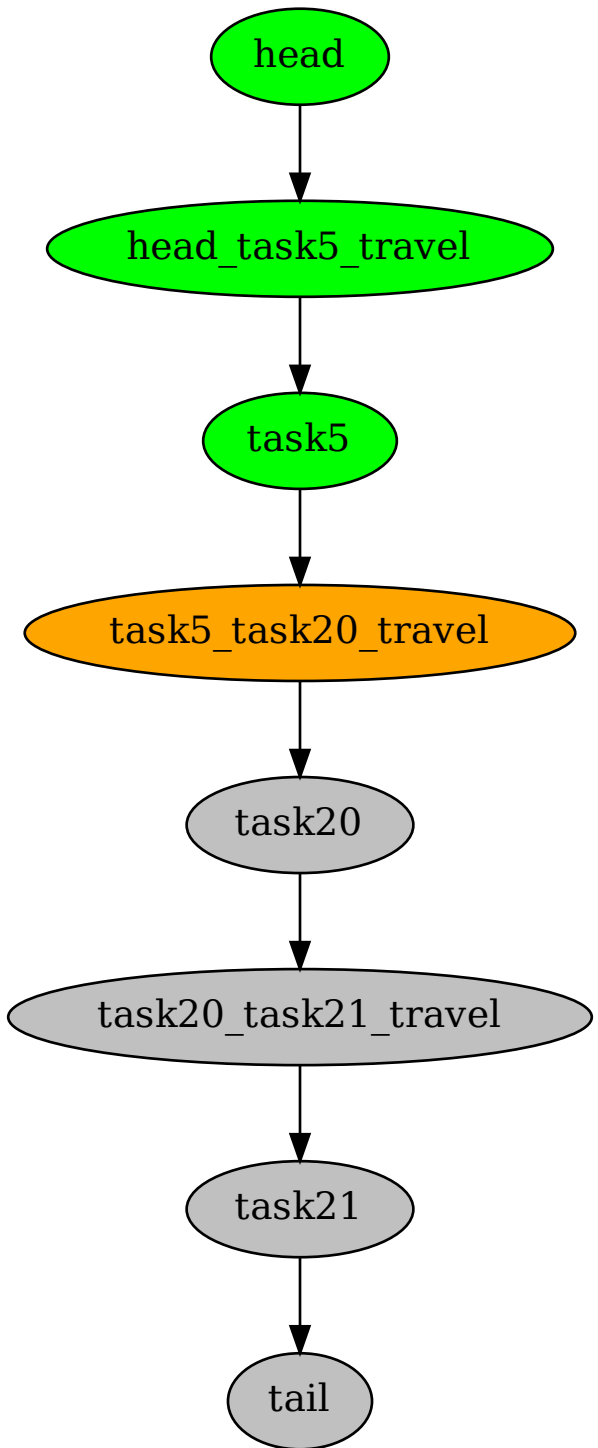 head
head_task5_travel
task5
task5_task20_travel
task20
task20_task21_travel
task21
tail